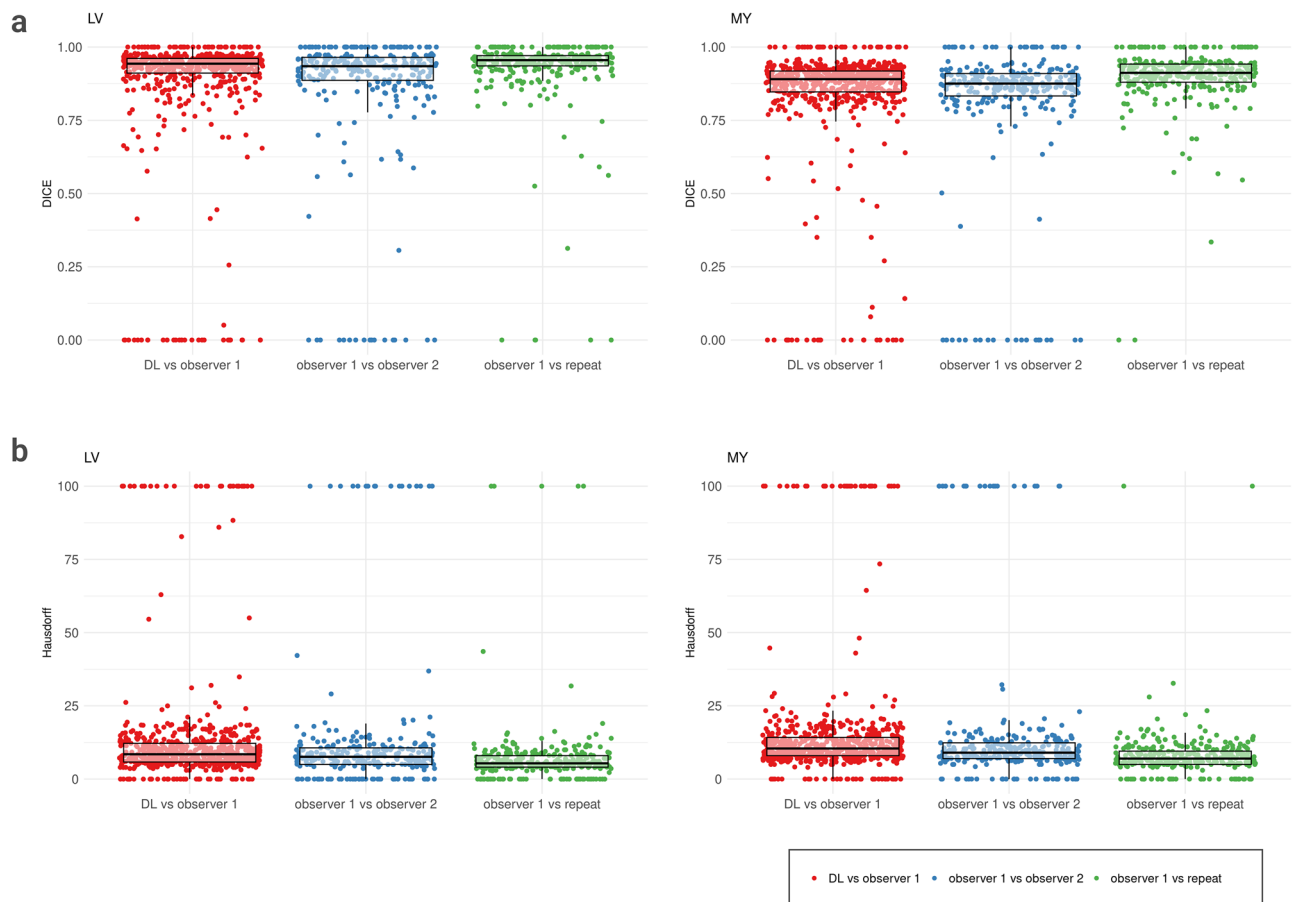 a
LV
MY
1.00
0.75
0.50
0.25
0.00
DICE
DL vs observer 1
observer 1 vs observer 2
observer 1 vs repeat
1.00
0.75
0.50
0.25
0.00
DICE
DL vs observer 1
observer 1 vs observer 2
observer 1 vs repeat
b
LV
MY
100
75
50
25
0
Hausdorff
DL vs observer 1
observer 1 vs observer 2
observer 1 vs repeat
100
75
50
25
0
Hausdorff
DL vs observer 1
observer 1 vs observer 2
observer 1 vs repeat
DL vs observer 1 observer 1 vs observer 2 observer 1 vs repeat